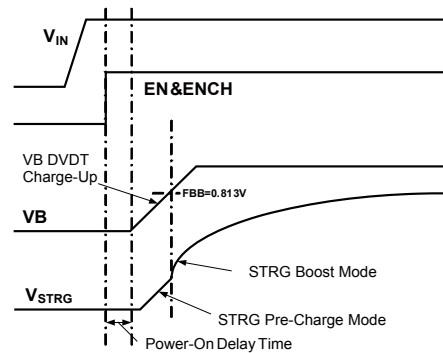 VIN
EN&ENCH
VB DVDT
Charge-Up
FBB=0.813V
VB
STRG Boost Mode
VSTRG
STRG Pre-Charge Mode
Power-On Delay Time